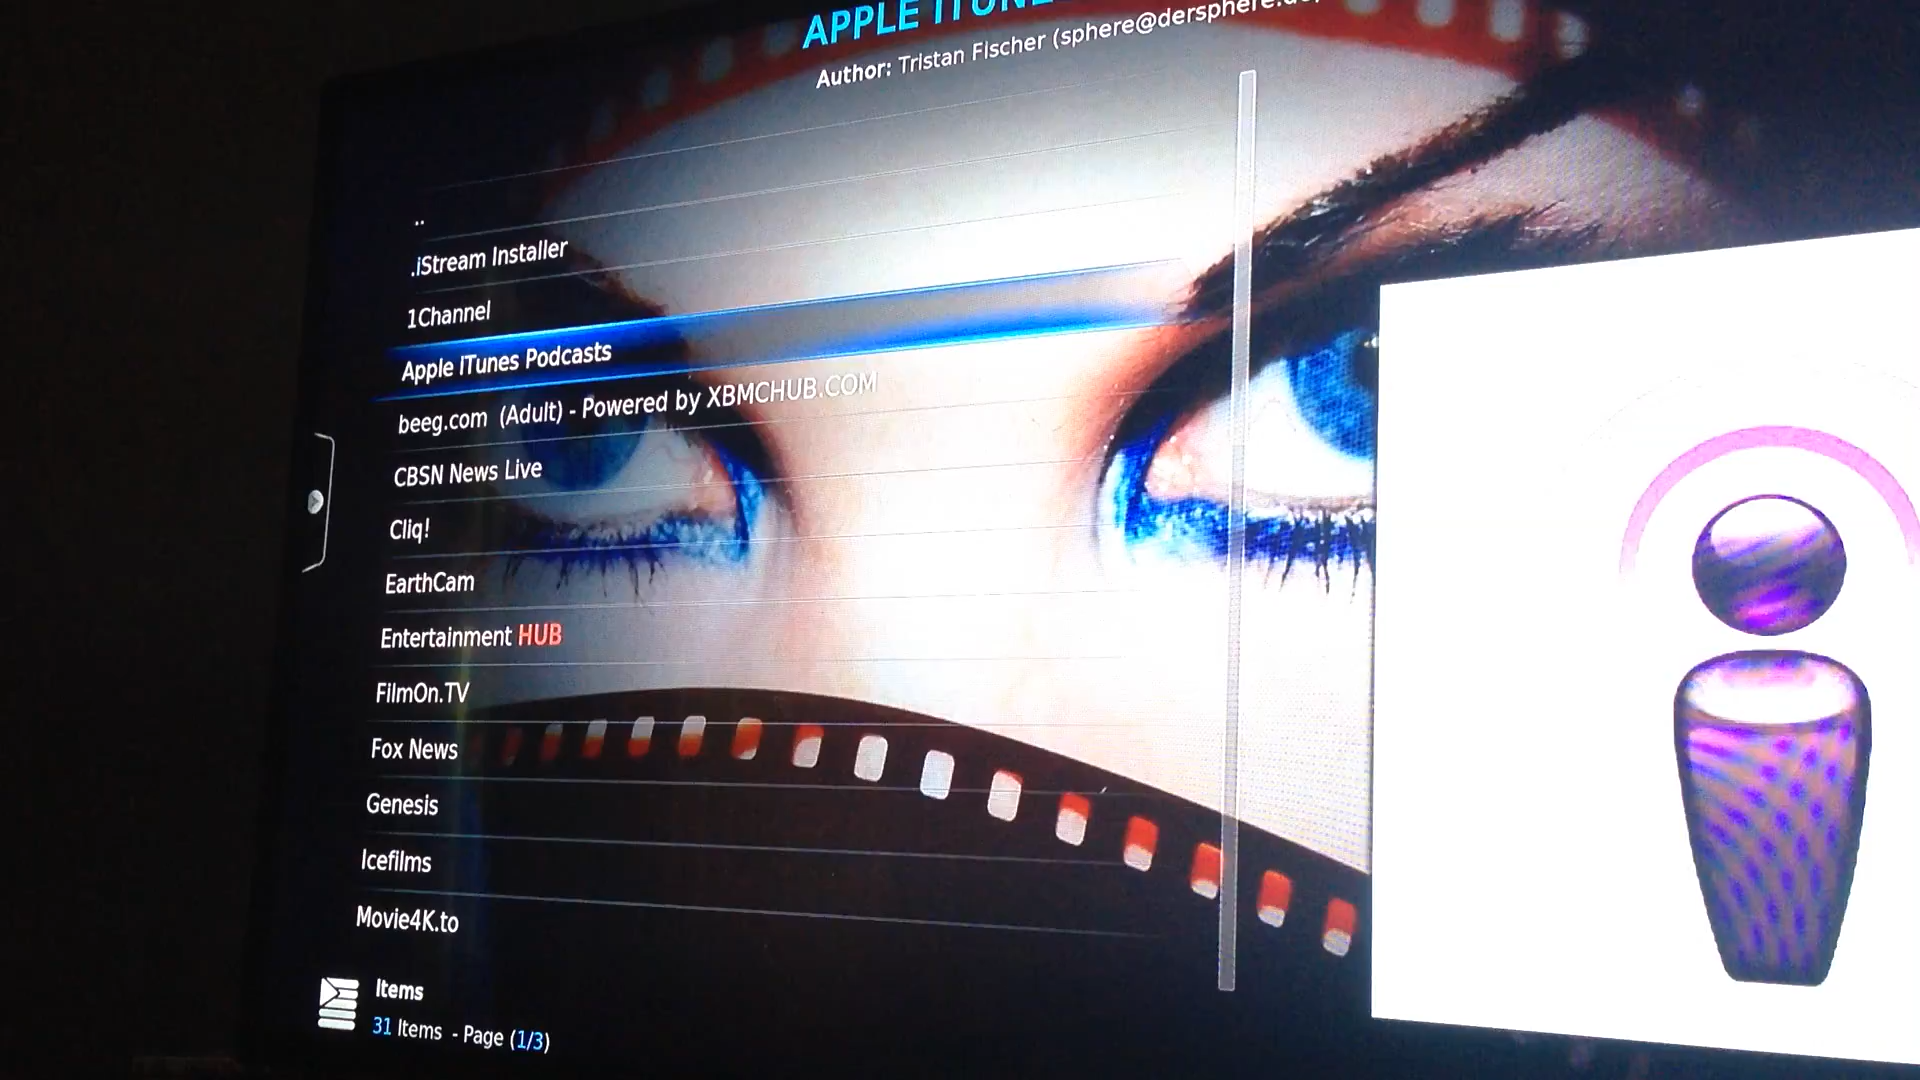 APPLE ITUNES
Author: Tristan Fischer (sphere@dersphere.de)
..
.iStream Installer
1Channel
Apple iTunes Podcasts
beeg.com (Adult) - Powered by XBMCHUB.COM
CBSN News Live
Cliq!
EarthCam
Entertainment HUB
FilmOn.TV
Fox News
Genesis
Icefilms
Movie4K.to
Items
31 Items - Page (1/3)